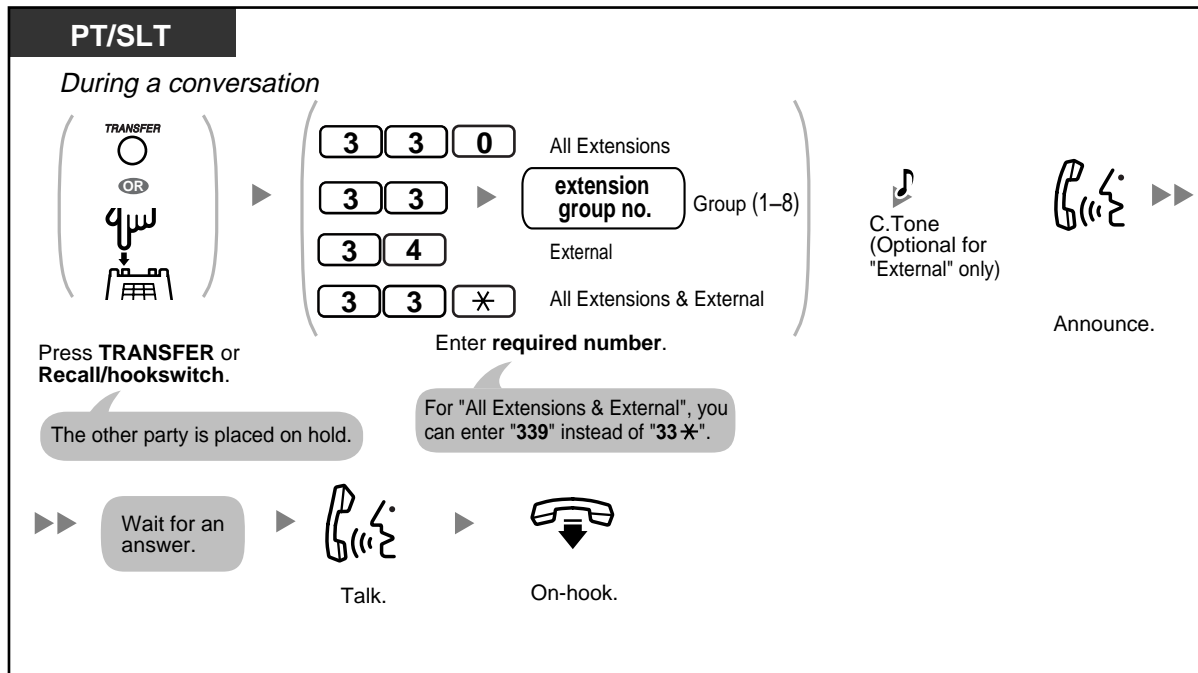 PT/SLT
During a conversation
TRANSFER
OR
Press TRANSFER or
Recall/hookswitch.
The other party is placed on hold.
3 3 0 All Extensions
3 3 extension group no. Group (1–8)
3 4 External
3 3 * All Extensions & External
Enter required number.
For "All Extensions & External", you
can enter "339" instead of "33*".
C.Tone
(Optional for
"External" only)
Announce.
Wait for an
answer.
Talk.
On-hook.